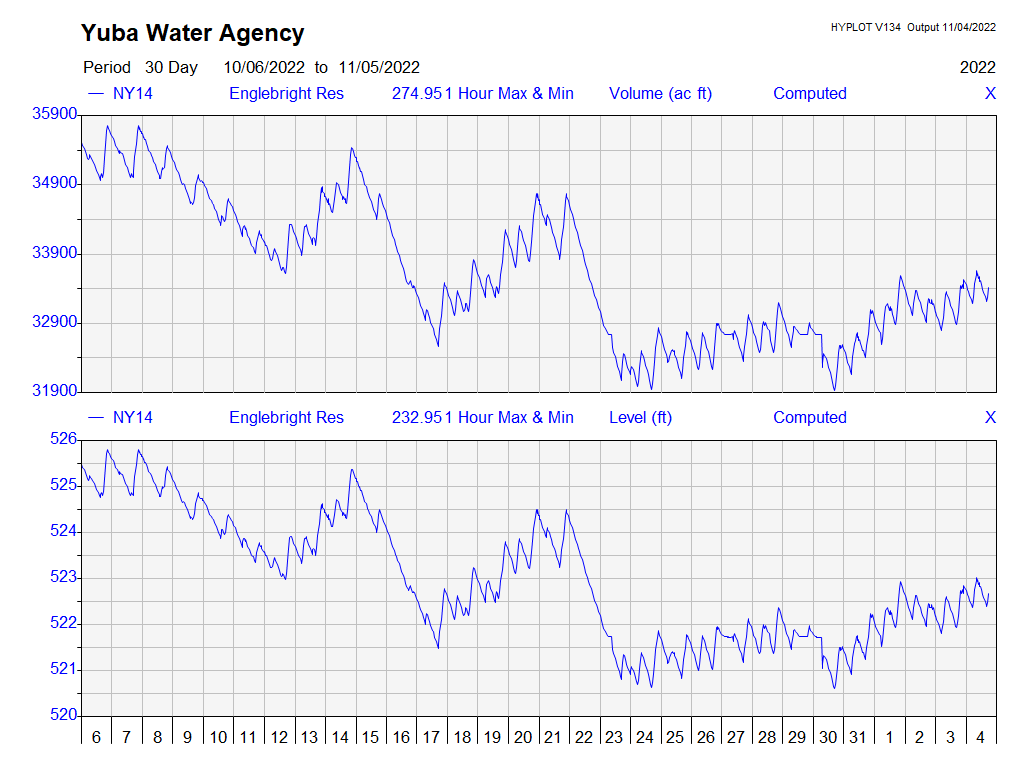 Yuba Water Agency
HYPLOT V134 Output 11/04/2022
Period 30 Day 10/06/2022 to 11/05/2022 2022
— NY14 Englebright Res 274.951 Hour Max & Min Volume (ac ft) Computed X
35900
34900
33900
32900
31900
— NY14 Englebright Res 232.951 Hour Max & Min Level (ft) Computed X
526
525
524
523
522
521
520
6 7 8 9 10 11 12 13 14 15 16 17 18 19 20 21 22 23 24 25 26 27 28 29 30 31 1 2 3 4